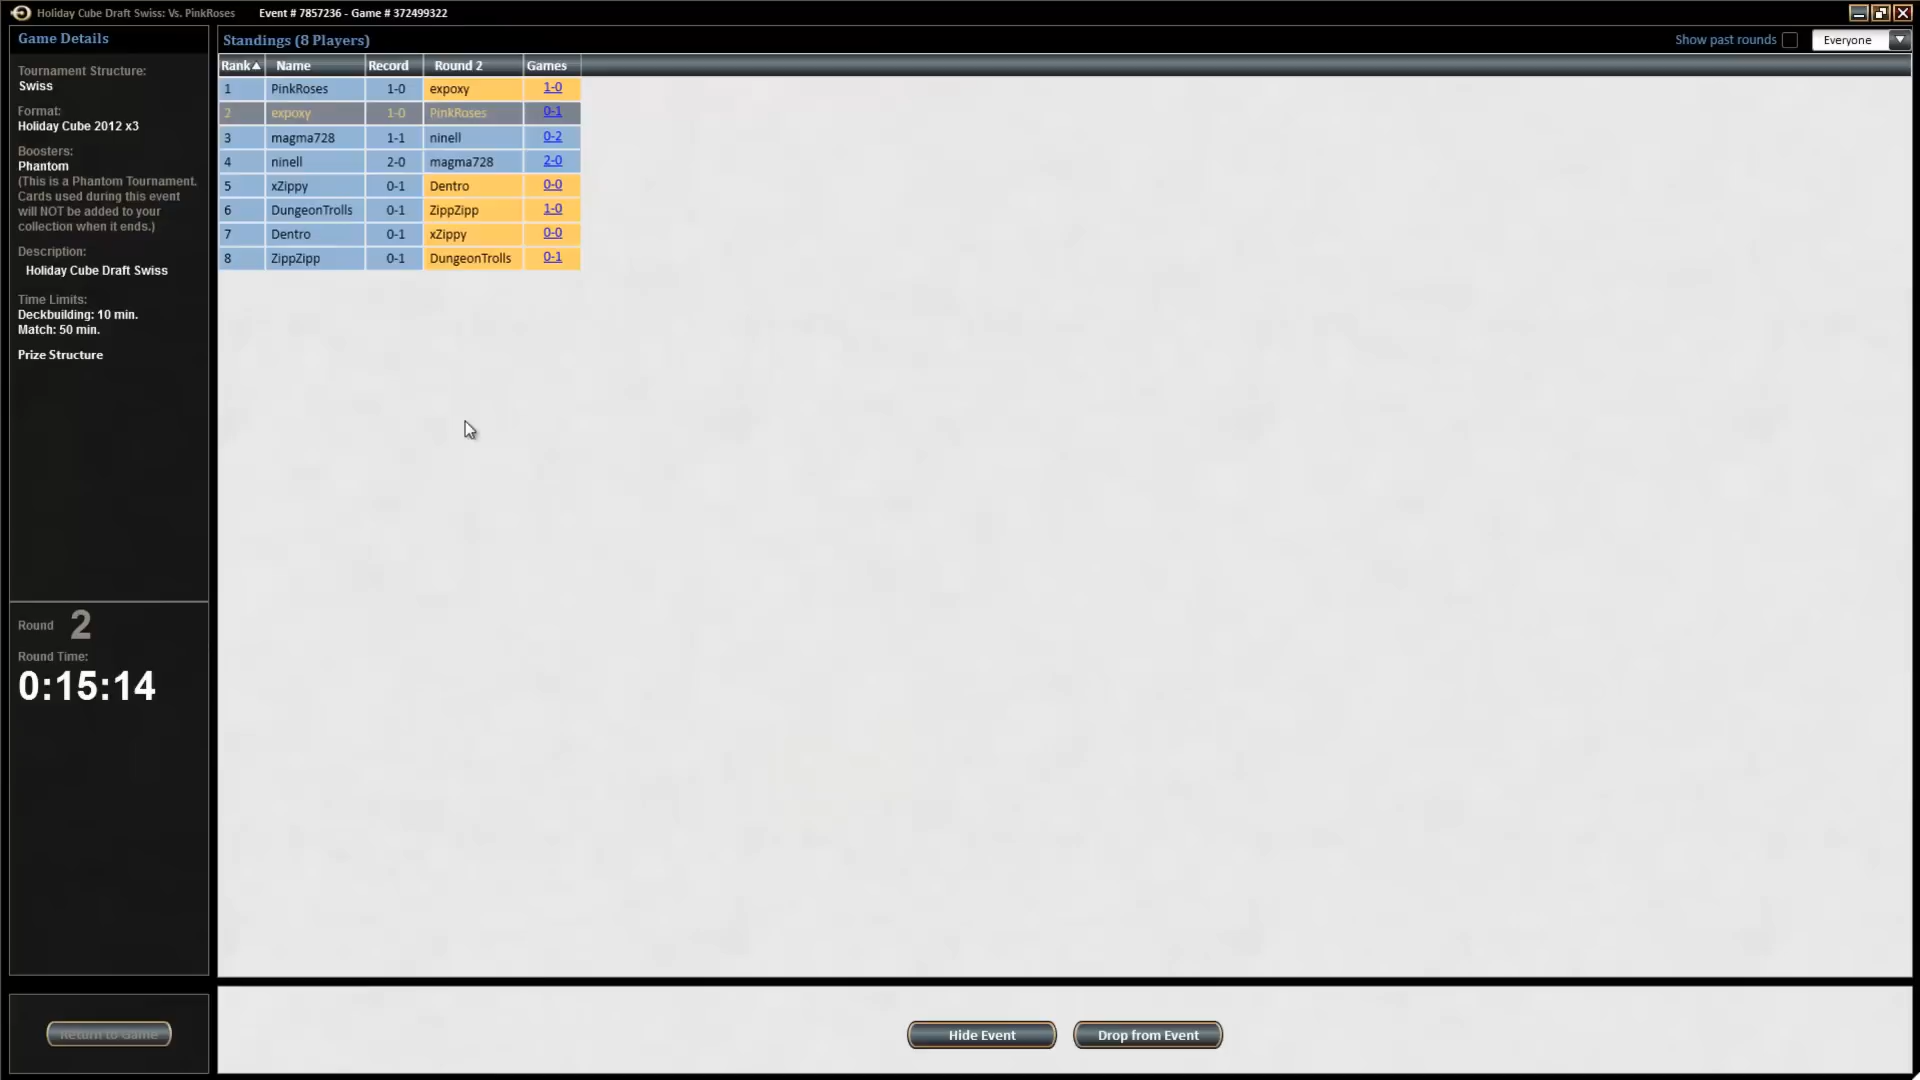 Holiday Cube Draft Swiss: Vs. PinkRoses Event # 7857236 - Game # 372499322
Game Details
Tournament Structure:
Swiss
Format:
Holiday Cube 2012 x3
Boosters:
Phantom
(This is a Phantom Tournament.
Cards used during this event
will NOT be added to your
collection when it ends.)
Description:
Holiday Cube Draft Swiss
Time Limits:
Deckbuilding: 10 min.
Match: 50 min.
Prize Structure
Round 2
Round Time:
0:15:14
Return to Game
Standings (8 Players) Show past rounds Everyone
Rank Name Record Round 2 Games
1 PinkRoses 1-0 expoxy 1-0
2 expoxy 1-0 PinkRoses 0-1
3 magma728 1-1 ninell 0-2
4 ninell 2-0 magma728 2-0
5 xZippy 0-1 Dentro 0-0
6 DungeonTrolls 0-1 ZippZipp 1-0
7 Dentro 0-1 xZippy 0-0
8 ZippZipp 0-1 DungeonTrolls 0-1
Hide Event Drop from Event